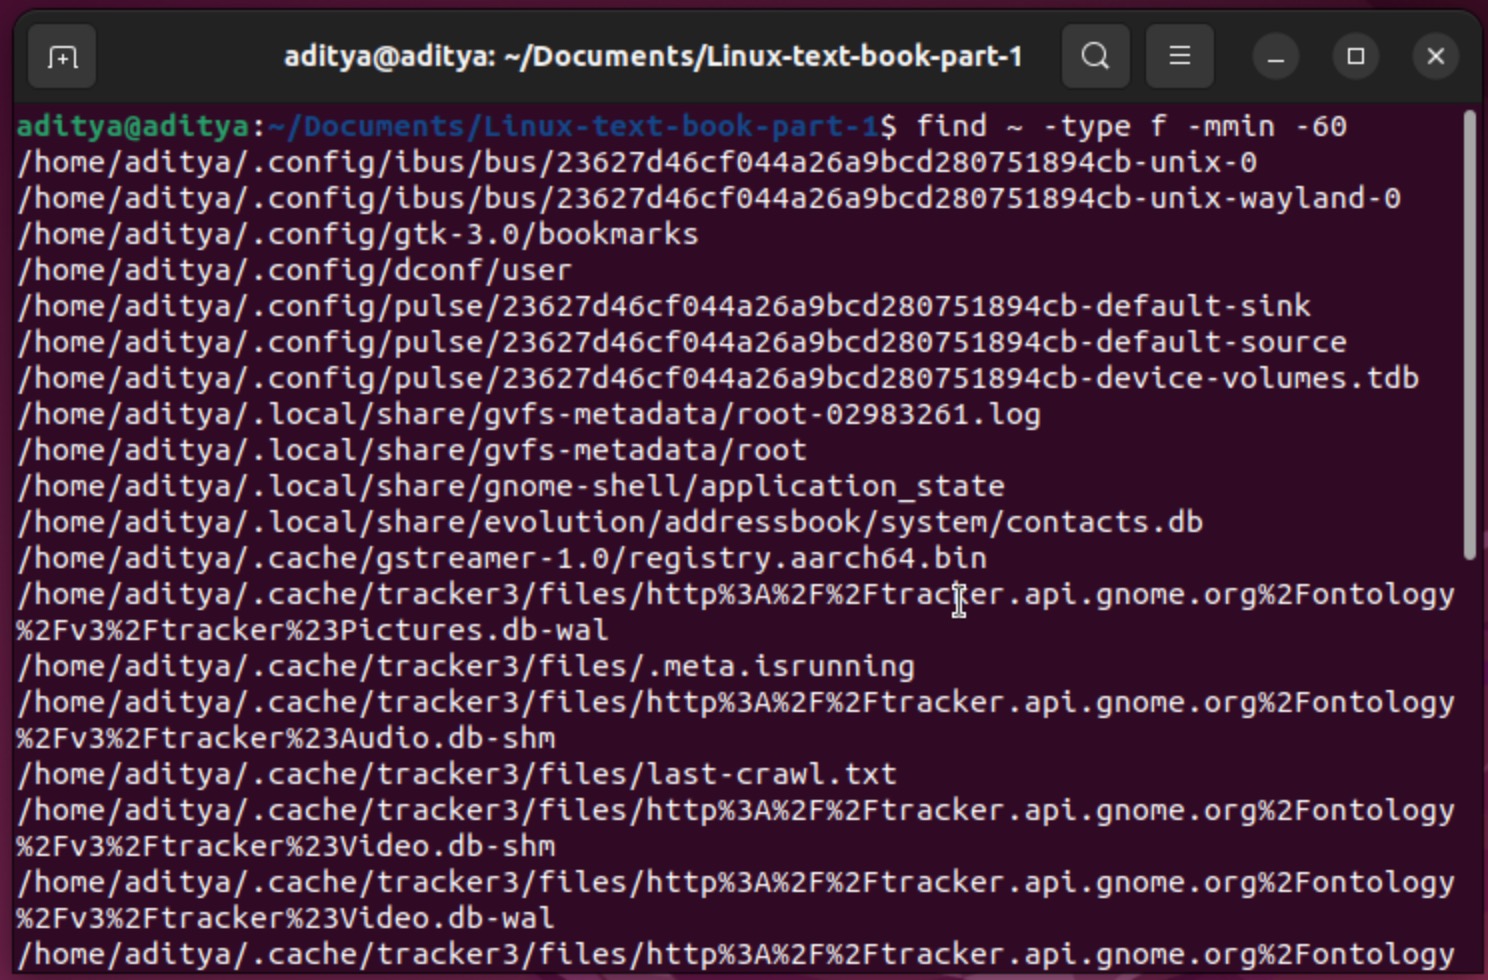 aditya@aditya: ~/Documents/Linux-text-book-part-1
aditya@aditya:~/Documents/Linux-text-book-part-1$ find ~ -type f -mmin -60
/home/aditya/.config/ibus/bus/23627d46cf044a26a9bcd280751894cb-unix-0
/home/aditya/.config/ibus/bus/23627d46cf044a26a9bcd280751894cb-unix-wayland-0
/home/aditya/.config/gtk-3.0/bookmarks
/home/aditya/.config/dconf/user
/home/aditya/.config/pulse/23627d46cf044a26a9bcd280751894cb-default-sink
/home/aditya/.config/pulse/23627d46cf044a26a9bcd280751894cb-default-source
/home/aditya/.config/pulse/23627d46cf044a26a9bcd280751894cb-device-volumes.tdb
/home/aditya/.local/share/gvfs-metadata/root-02983261.log
/home/aditya/.local/share/gvfs-metadata/root
/home/aditya/.local/share/gnome-shell/application_state
/home/aditya/.local/share/evolution/addressbook/system/contacts.db
/home/aditya/.cache/gstreamer-1.0/registry.aarch64.bin
/home/aditya/.cache/tracker3/files/http%3A%2F%2Ftracker.api.gnome.org%2Fontology
%2Fv3%2Ftracker%23Pictures.db-wal
/home/aditya/.cache/tracker3/files/.meta.isrunning
/home/aditya/.cache/tracker3/files/http%3A%2F%2Ftracker.api.gnome.org%2Fontology
%2Fv3%2Ftracker%23Audio.db-shm
/home/aditya/.cache/tracker3/files/last-crawl.txt
/home/aditya/.cache/tracker3/files/http%3A%2F%2Ftracker.api.gnome.org%2Fontology
%2Fv3%2Ftracker%23Video.db-shm
/home/aditya/.cache/tracker3/files/http%3A%2F%2Ftracker.api.gnome.org%2Fontology
%2Fv3%2Ftracker%23Video.db-wal
/home/aditya/.cache/tracker3/files/http%3A%2F%2Ftracker.api.gnome.org%2Fontology